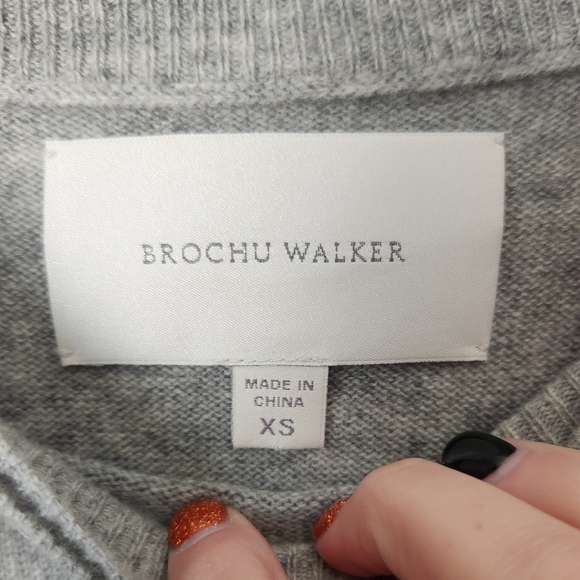 BROCHU WALKER
MADE IN
CHINA
XS